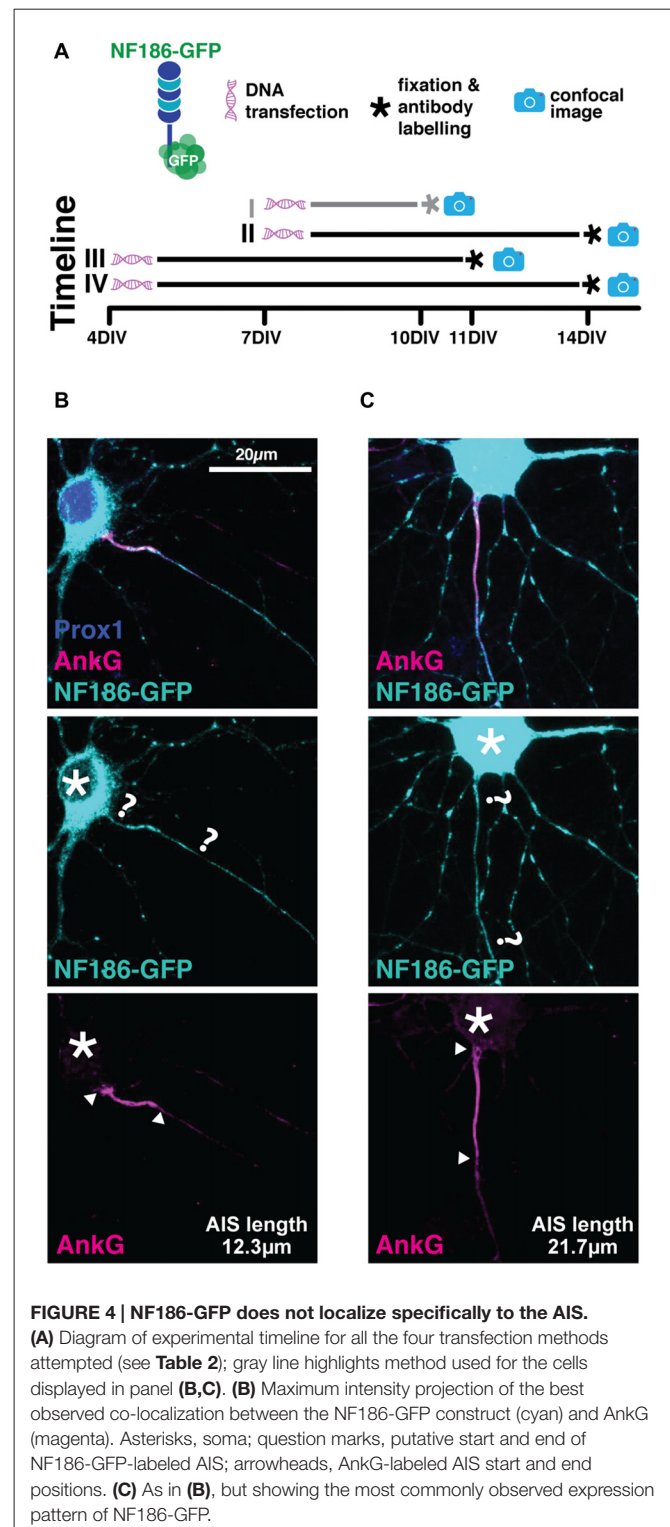 A
NF186-GFP
GFP
DNA
transfection
*
fixation &
antibody
labelling
confocal
image
Timeline
I
II
III
IV
4DIV
7DIV
10DIV
11DIV
14DIV
B
C
20µm
Prox1
AnkG
NF186-GFP
AnkG
NF186-GFP
*
?
?
NF186-GFP
*
?
?
NF186-GFP
*
AnkG
AIS length
12.3µm
*
AnkG
AIS length
21.7µm
FIGURE 4 | NF186-GFP does not localize specifically to the AIS.
(A) Diagram of experimental timeline for all the four transfection methods
attempted (see Table 2); gray line highlights method used for the cells
displayed in panel (B,C). (B) Maximum intensity projection of the best
observed co-localization between the NF186-GFP construct (cyan) and AnkG
(magenta). Asterisks, soma; question marks, putative start and end of
NF186-GFP-labeled AIS; arrowheads, AnkG-labeled AIS start and end
positions. (C) As in (B), but showing the most commonly observed expression
pattern of NF186-GFP.